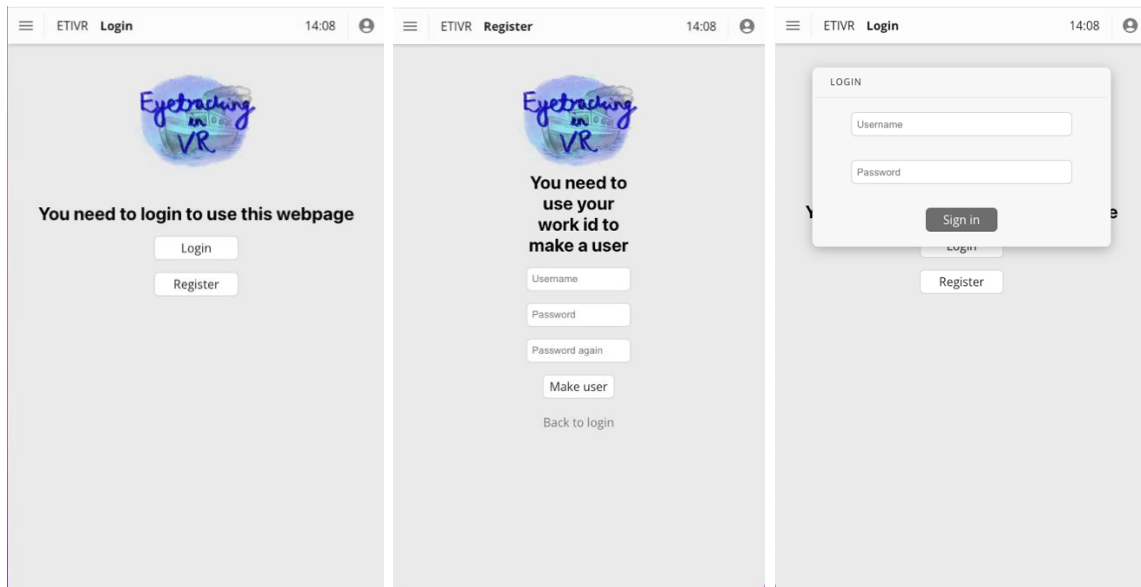 ETIVR Login 14:08
Eyetracking
in
VR
You need to login to use this webpage
Login
Register
ETIVR Register 14:08
Eyetracking
in
VR
You need to
use your
work id to
make a user
Username
Password
Password again
Make user
Back to login
ETIVR Login 14:08
LOGIN
Username
Password
Sign in
Y e
Login
Register